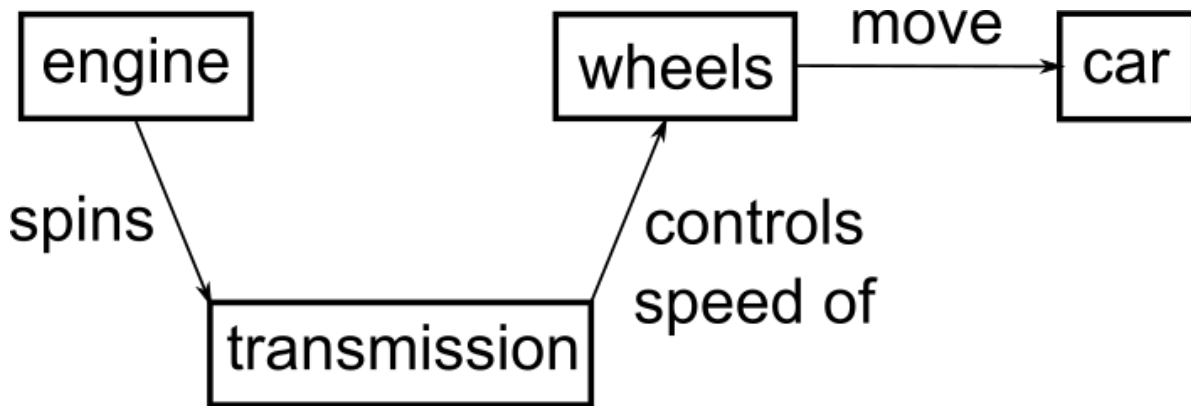 engine
spins
transmission
controls
speed of
wheels
move
car